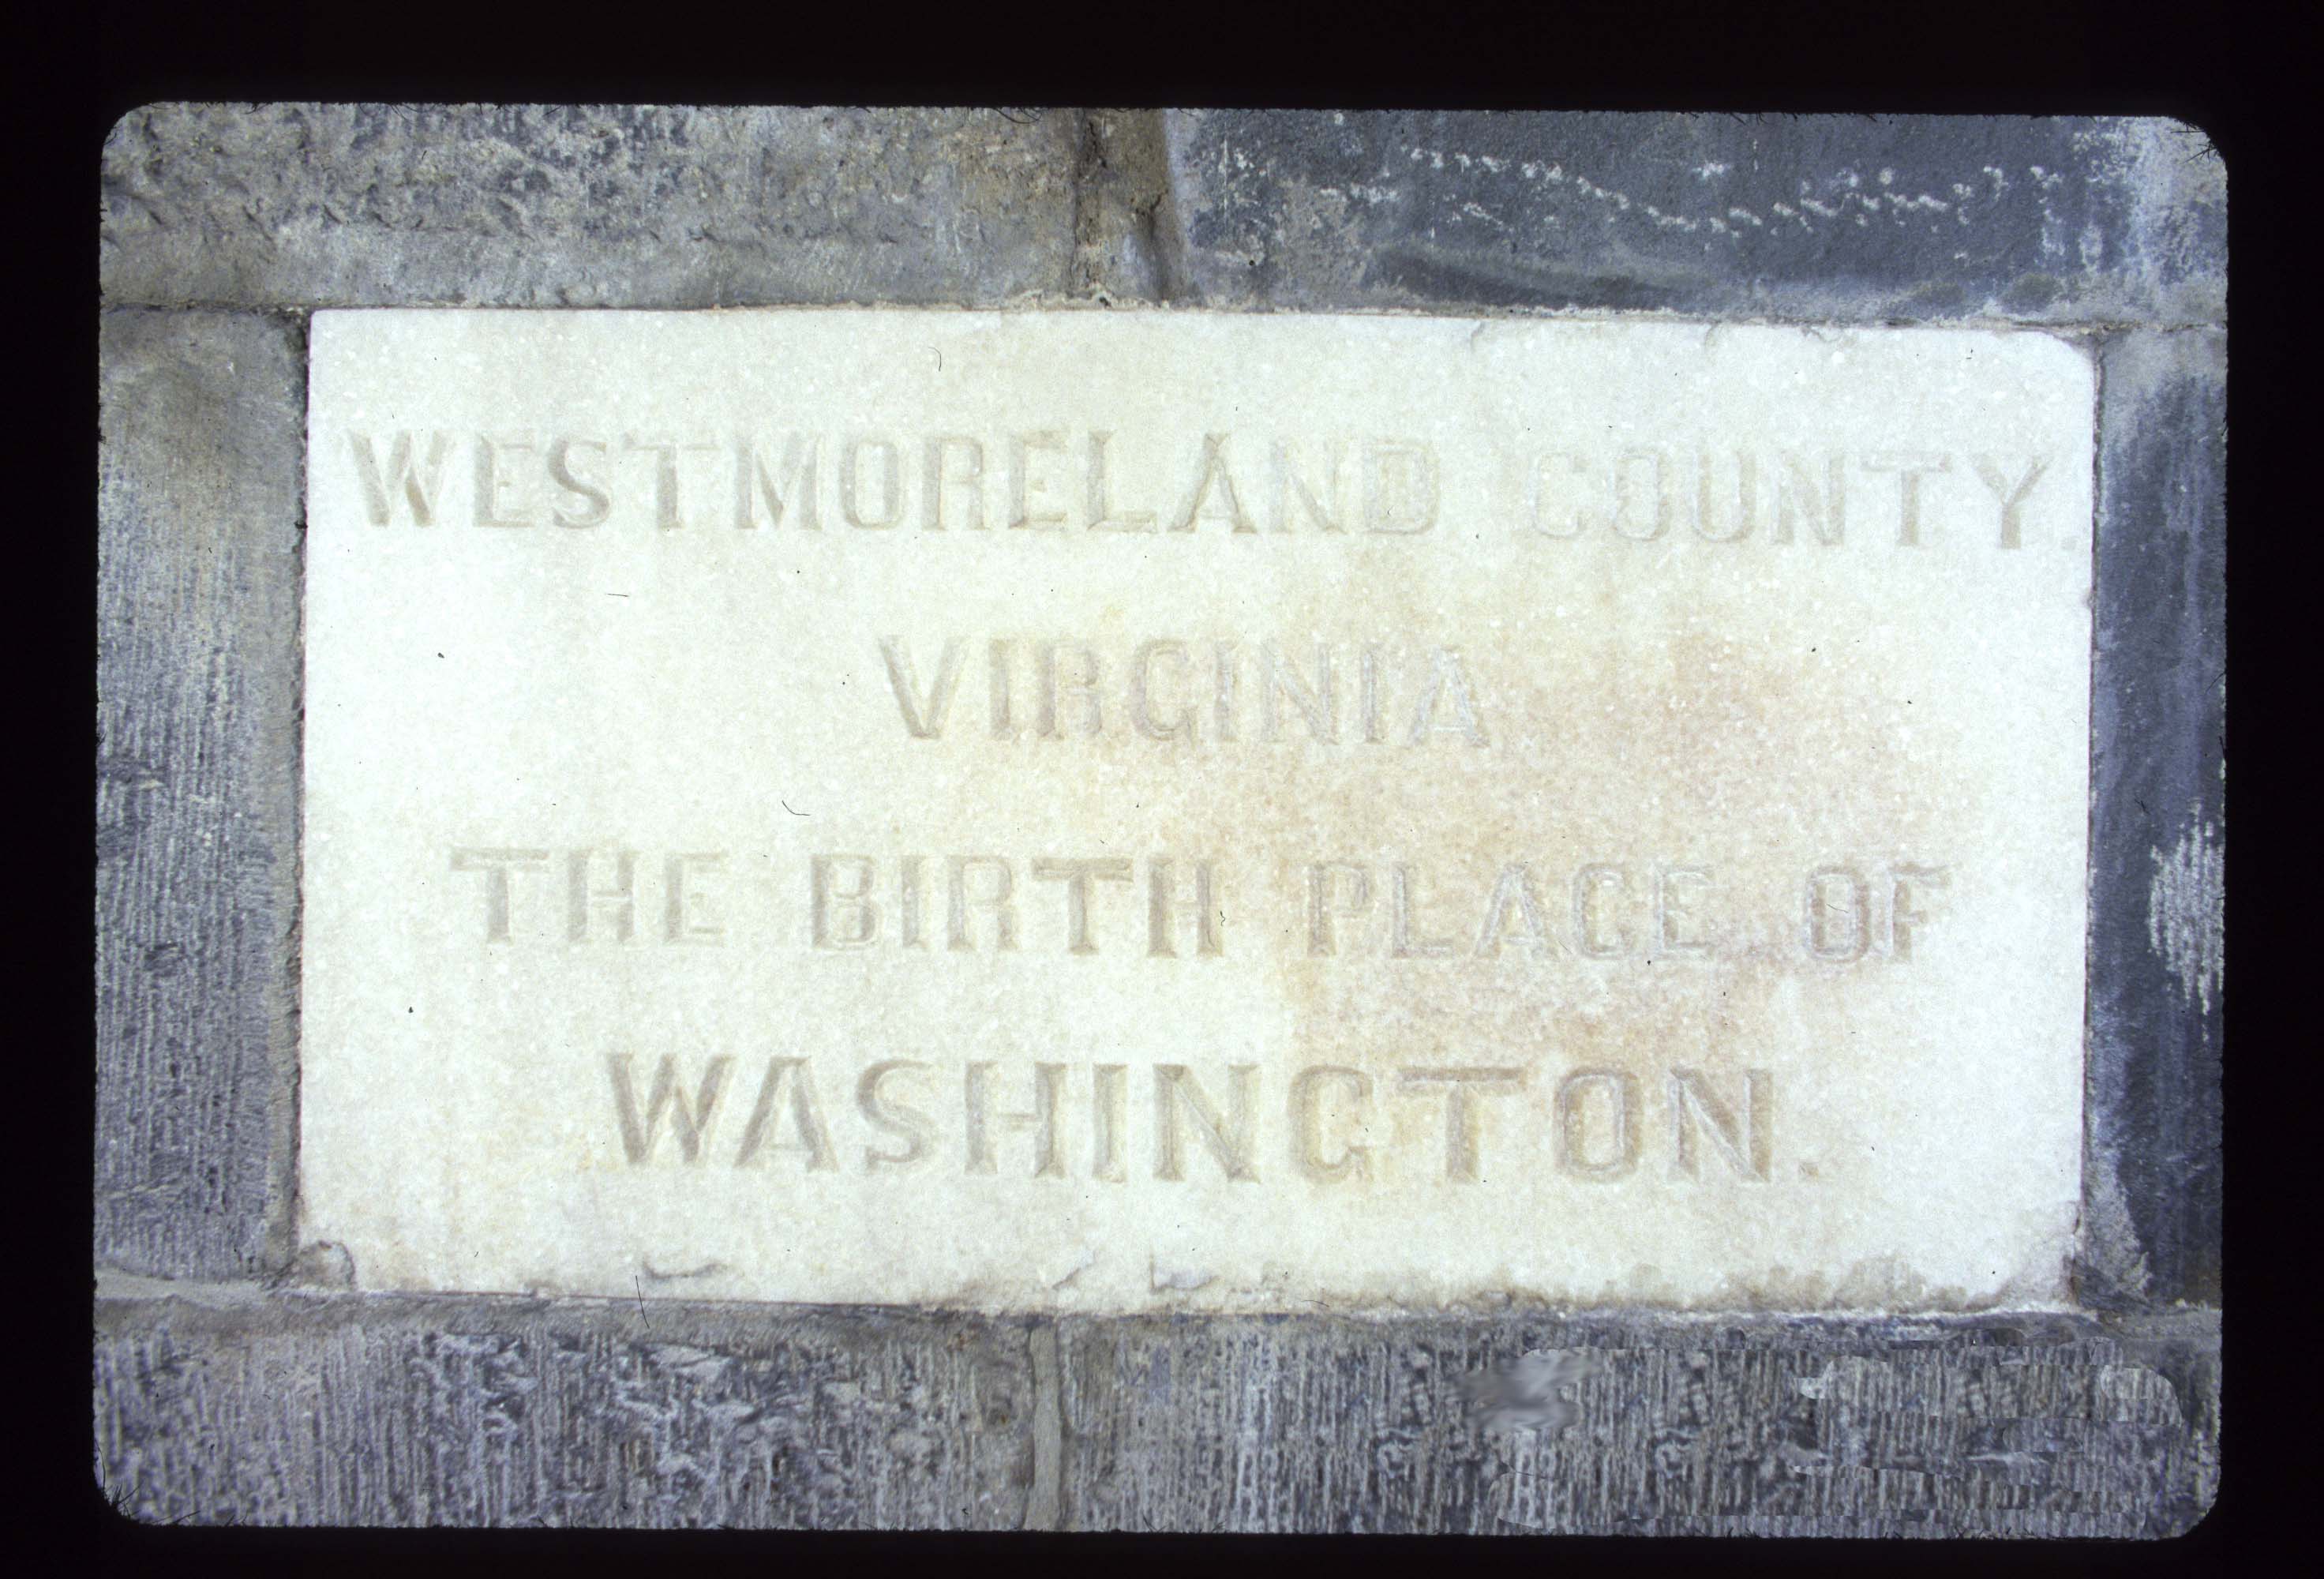 WESTMORELAND COUNTY.
VIRGINIA
THE BIRTH PLACE OF
WASHINGTON.